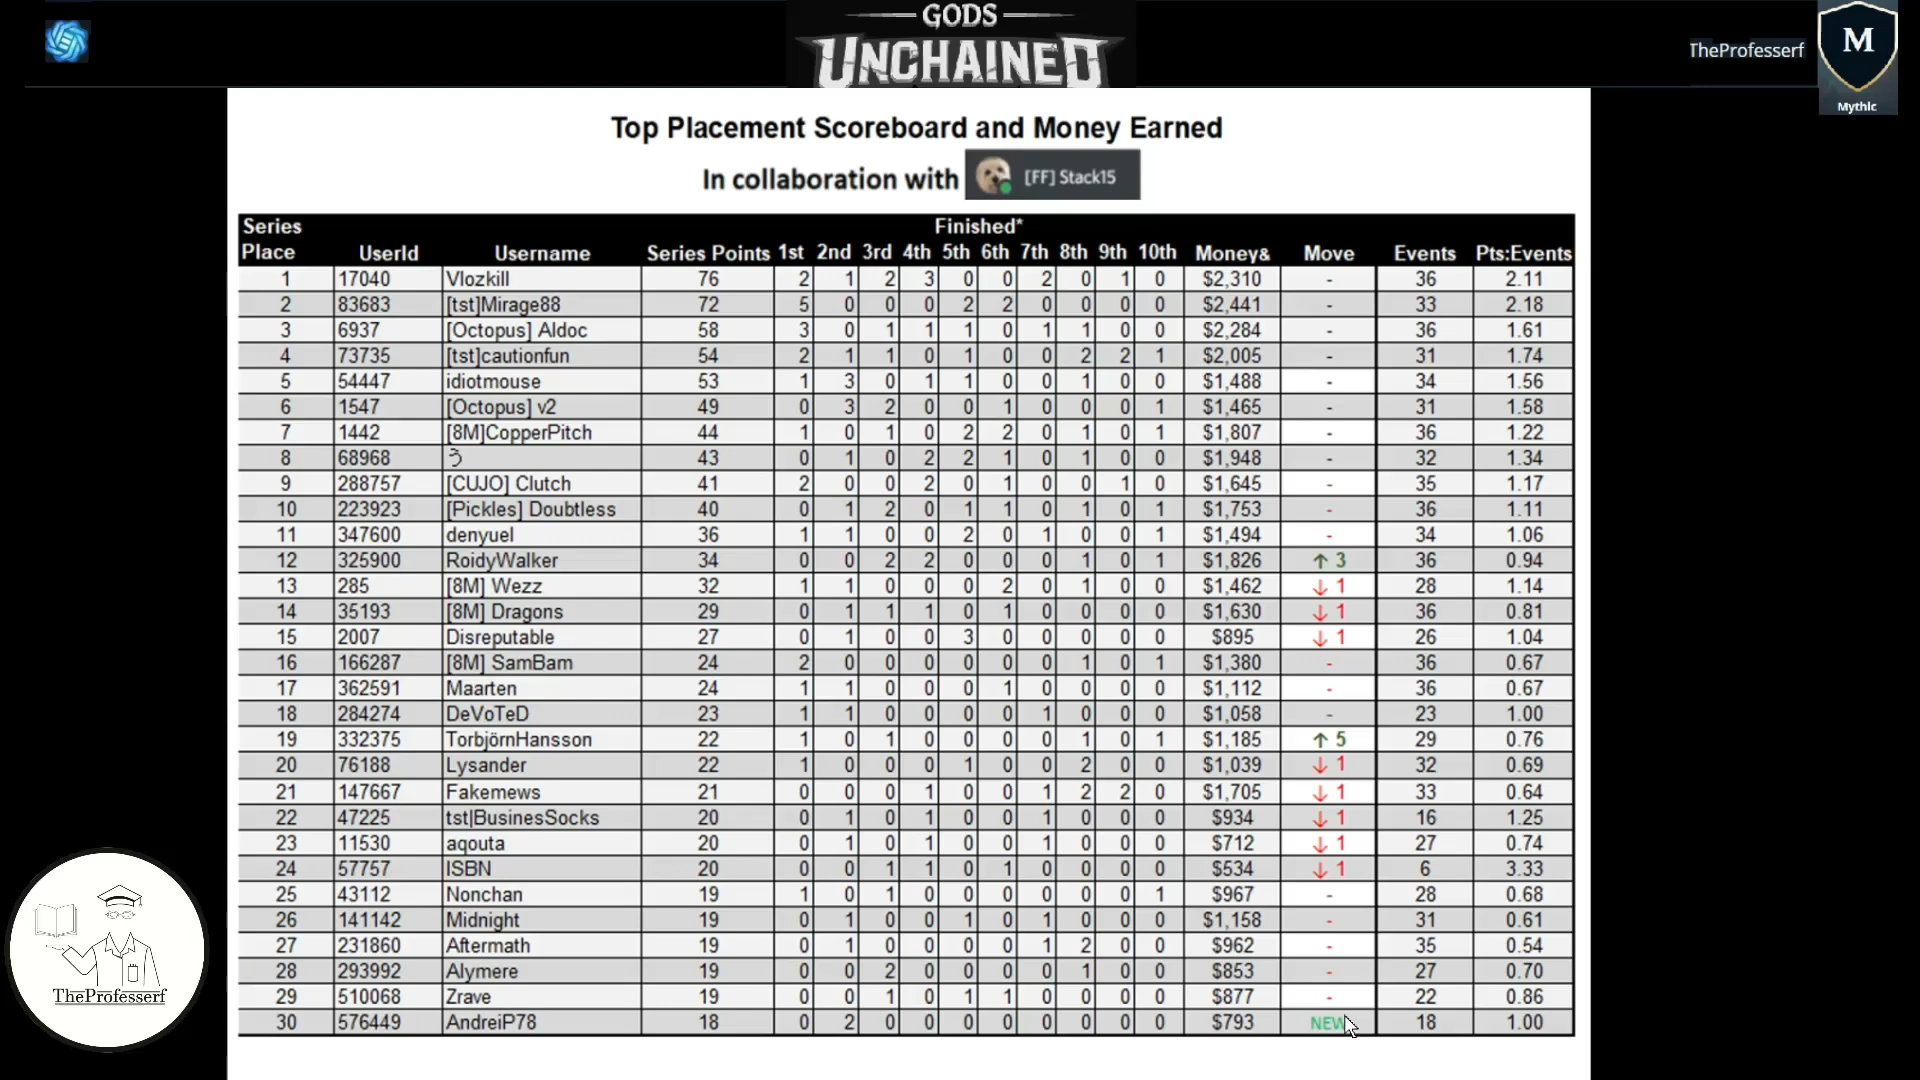 GODS
UNCHAINED
TheProfesserf
M
Mythic
Top Placement Scoreboard and Money Earned
In collaboration with [FF] Stack15
Series Finished*
Place UserId Username Series Points 1st 2nd 3rd 4th 5th 6th 7th 8th 9th 10th Money& Move Events Pts:Events
1 17040 Vlozkill 76 2 1 2 3 0 0 2 0 1 0 $2,310 - 36 2.11
2 83683 [tst]Mirage88 72 5 0 0 0 2 2 0 0 0 0 $2,441 - 33 2.18
3 6937 [Octopus] Aldoc 58 3 0 1 1 1 0 1 1 0 0 $2,284 - 36 1.61
4 73735 [tst]cautionfun 54 2 1 1 0 1 0 0 2 2 1 $2,005 - 31 1.74
5 54447 idiotmouse 53 1 3 0 1 1 0 0 1 0 0 $1,488 - 34 1.56
6 1547 [Octopus] v2 49 0 3 2 0 0 1 0 0 0 1 $1,465 - 31 1.58
7 1442 [8M]CopperPitch 44 1 0 1 0 2 2 0 1 0 1 $1,807 - 36 1.22
8 68968 う 43 0 1 0 2 2 1 0 1 0 0 $1,948 - 32 1.34
9 288757 [CUJO] Clutch 41 2 0 0 2 0 1 0 0 1 0 $1,645 - 35 1.17
10 223923 [Pickles] Doubtless 40 0 1 2 0 1 1 0 1 0 1 $1,753 - 36 1.11
11 347600 denyuel 36 1 1 0 0 2 0 1 0 0 1 $1,494 - 34 1.06
12 325900 RoidyWalker 34 0 0 2 2 0 0 0 1 0 1 $1,826 ↑ 3 36 0.94
13 285 [8M] Wezz 32 1 1 0 0 0 2 0 1 0 0 $1,462 ↓ 1 28 1.14
14 35193 [8M] Dragons 29 0 1 1 1 0 1 0 0 0 0 $1,630 ↓ 1 36 0.81
15 2007 Disreputable 27 0 1 0 0 3 0 0 0 0 0 $895 ↓ 1 26 1.04
16 166287 [8M] SamBam 24 2 0 0 0 0 0 0 1 0 1 $1,380 - 36 0.67
17 362591 Maarten 24 1 1 0 0 0 1 0 0 0 0 $1,112 - 36 0.67
18 284274 DeVoTeD 23 1 1 0 0 0 0 1 0 0 0 $1,058 - 23 1.00
19 332375 TorbjörnHansson 22 1 0 1 0 0 0 0 1 0 1 $1,185 ↑ 5 29 0.76
20 76188 Lysander 22 1 0 0 0 1 0 0 2 0 0 $1,039 ↓ 1 32 0.69
21 147667 Fakemews 21 0 0 0 1 0 0 1 2 2 0 $1,705 ↓ 1 33 0.64
22 47225 tst|BusinesSocks 20 0 1 0 1 0 0 1 0 0 0 $934 ↓ 1 16 1.25
23 11530 aqouta 20 0 1 0 1 0 0 1 0 0 0 $712 ↓ 1 27 0.74
24 57757 ISBN 20 0 0 1 1 0 1 0 0 0 0 $534 ↓ 1 6 3.33
25 43112 Nonchan 19 1 0 1 0 0 0 0 0 0 1 $967 - 28 0.68
26 141142 Midnight 19 0 1 0 0 1 0 1 0 0 0 $1,158 - 31 0.61
27 231860 Aftermath 19 0 1 0 0 0 0 1 2 0 0 $962 - 35 0.54
28 293992 Alymere 19 0 0 2 0 0 0 0 1 0 0 $853 - 27 0.70
29 510068 Zrave 19 0 0 1 0 1 1 0 0 0 0 $877 - 22 0.86
30 576449 AndreiP78 18 0 2 0 0 0 0 0 0 0 0 $793 NEW 18 1.00
TheProfesserf